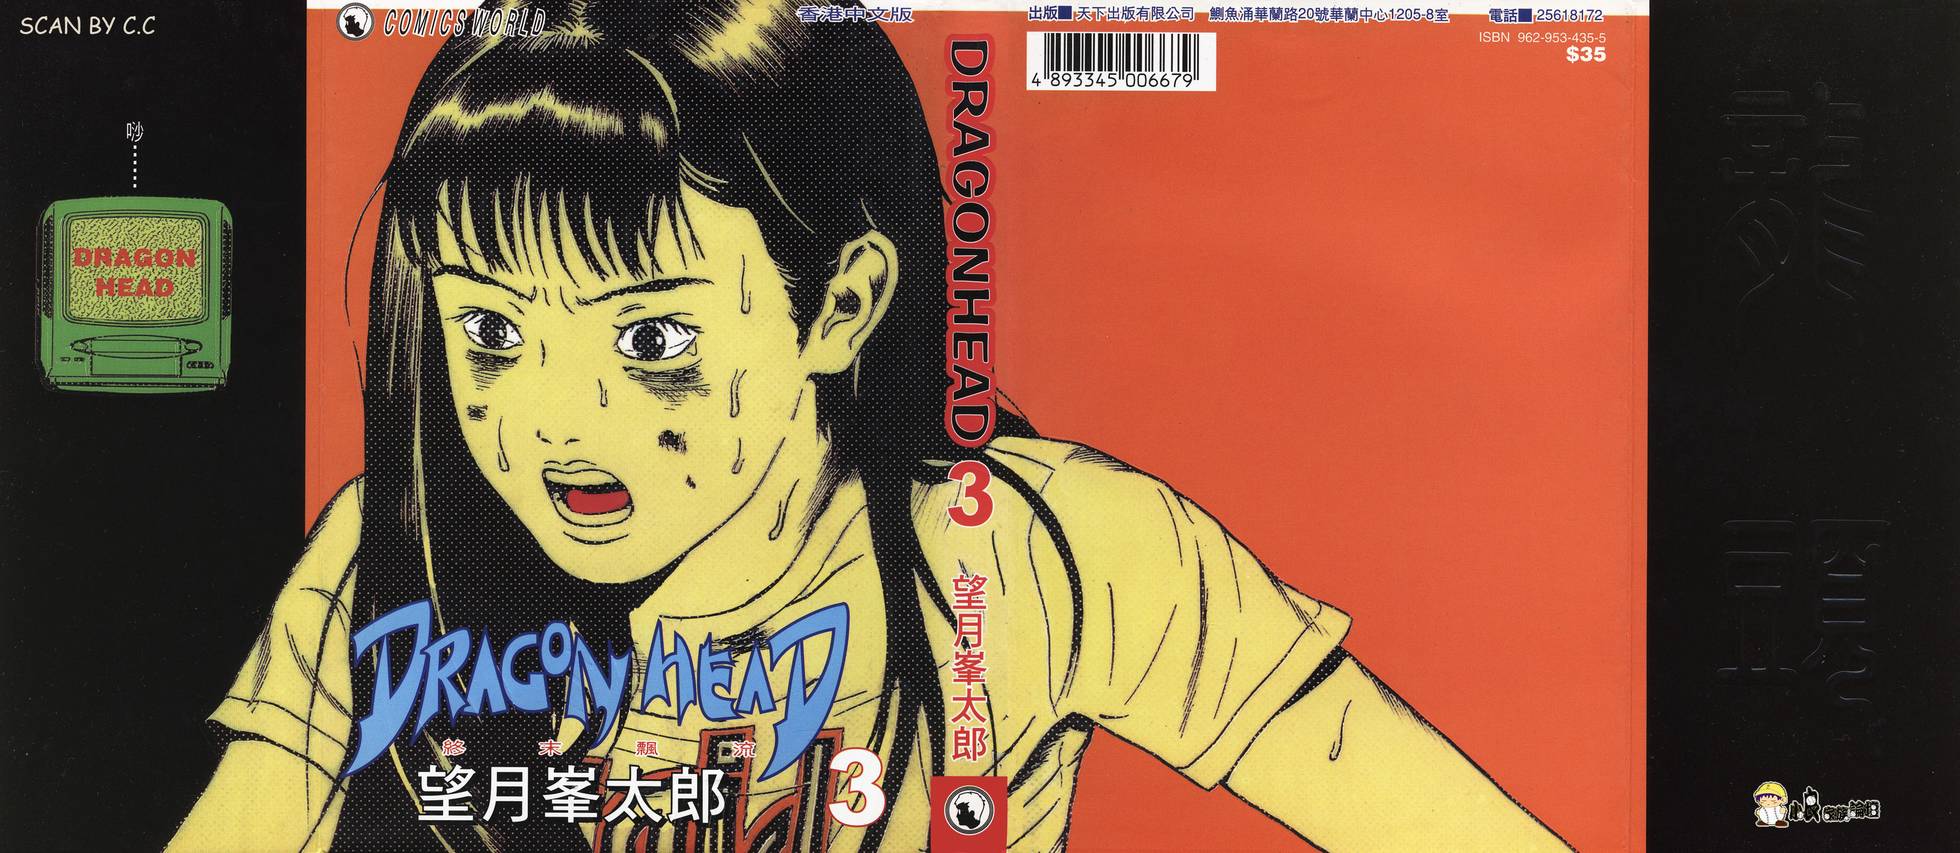 SCAN BY C.C
吵
DRAGON
HEAD
COMICS WORLD
香港中文版
DRAGON HEAD
終末飄流
望月峯太郎
3
DRAGONHEAD
3
望月峯太郎
出版■天下出版有限公司 鰂魚涌華蘭路20號華蘭中心1205-8室 電話■25618172
ISBN 962-953-435-5
$35
4 893345 006679
龍頭